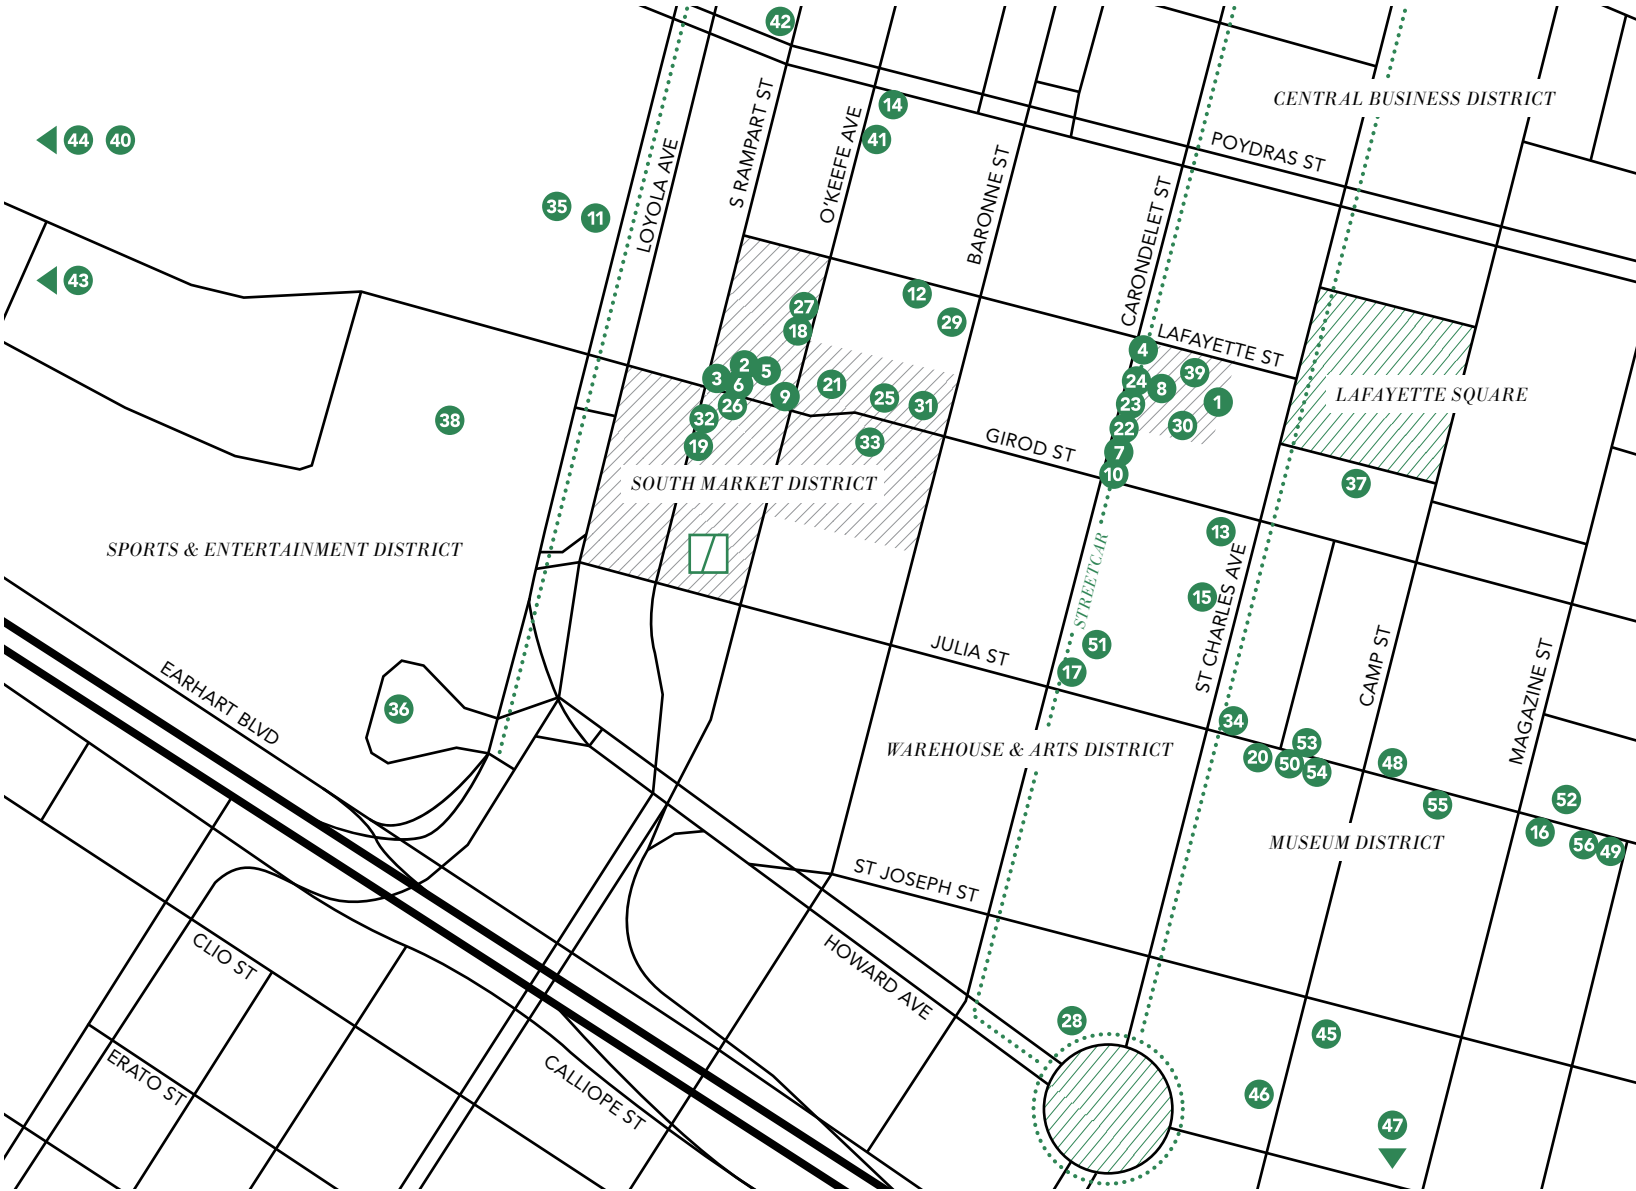 42
CENTRAL BUSINESS DISTRICT
14
44 40
41
POYDRAS ST
S RAMPART ST
O'KEEFE AVE
LOYOLA AVE
BARONNE ST
CARONDELET ST
35
11
43
12
27
29
18
LAFAYETTE ST
4
2
5
39
3
6
24
8
21
LAFAYETTE SQUARE
9
25
1
26
31
23
32
38
30
22
33
GIROD ST
19
7
10
SOUTH MARKET DISTRICT
37
13
SPORTS & ENTERTAINMENT DISTRICT
STREETCAR
15
ST CHARLES AVE
51
JULIA ST
17
CAMP ST
MAGAZINE ST
EARHART BLVD
36
34
53
WAREHOUSE & ARTS DISTRICT
20
50
54
48
52
55
16
MUSEUM DISTRICT
56
49
ST JOSEPH ST
CLIO ST
HOWARD AVE
28
45
ERATO ST
CALLIOPE ST
46
47